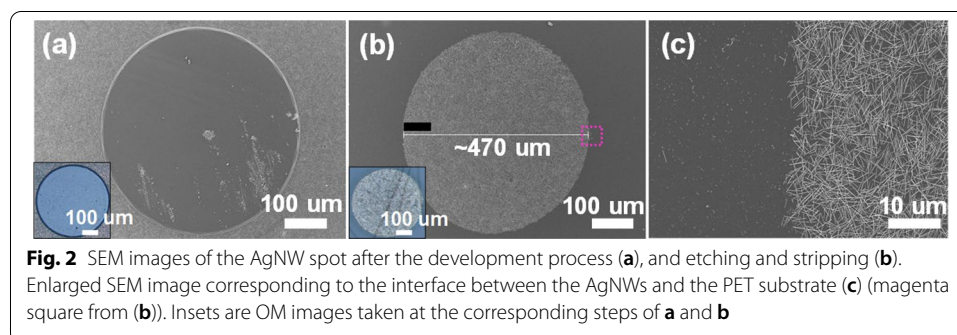 (a)
(b)
(c)
~470 um
100 um
100 um
100 um
100 um
10 um
Fig. 2 SEM images of the AgNW spot after the development process (a), and etching and stripping (b).
Enlarged SEM image corresponding to the interface between the AgNWs and the PET substrate (c) (magenta
square from (b)). Insets are OM images taken at the corresponding steps of a and b